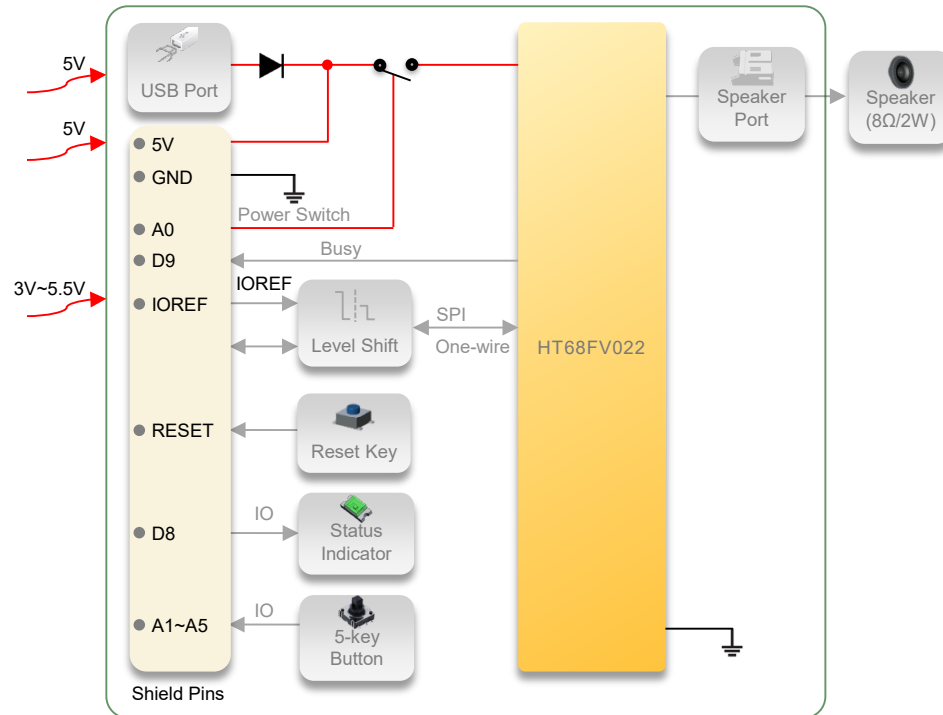 5V
USB Port
5V
5V
GND
Power Switch
A0
Busy
D9
3V~5.5V
IOREF
IOREF
Level Shift
SPI
One-wire
HT68FV022
Speaker
Port
Speaker
(8Ω/2W)
RESET
Reset Key
D8
IO
Status
Indicator
A1~A5
IO
5-key
Button
Shield Pins